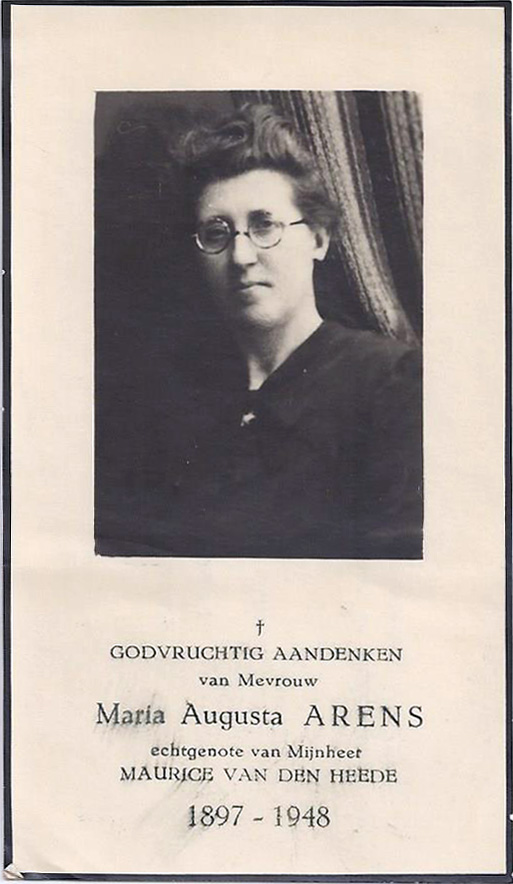 †
GODVRUCHTIG AANDENKEN
van Mevrouw
Maria Augusta ARENS
echtgenote van Mijnheer
MAURICE VAN DEN HEEDE
1897 - 1948